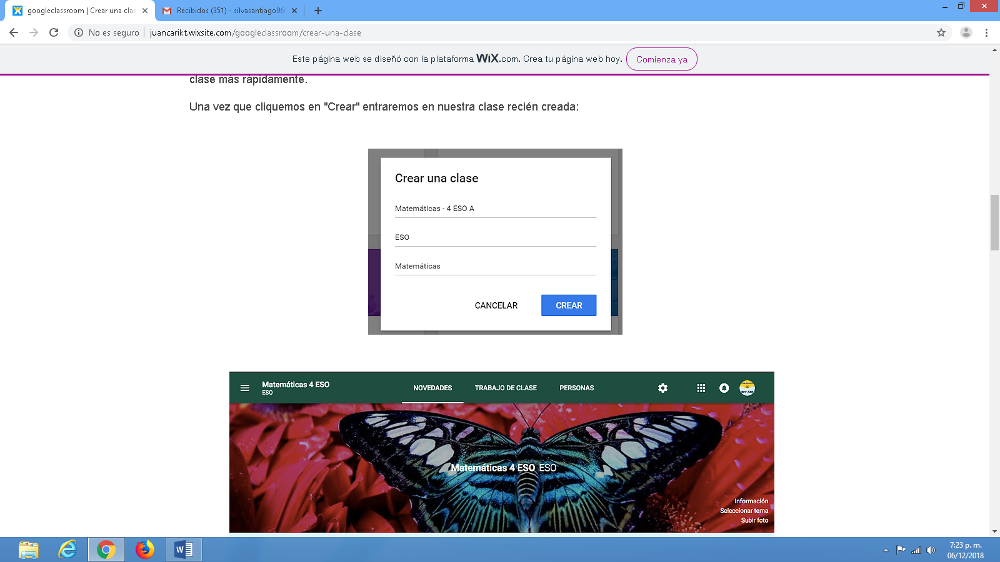 googleclassroom | Crear una clas
Recibidos (351) - silvasantiago96
No es seguro
juancarikt.wixsite.com/googleclassroom/crear-una-clase
Este página web se diseñó con la plataforma WiX.com. Crea tu página web hoy.
Comienza ya
clase más rápidamente.
Una vez que cliquemos en "Crear" entraremos en nuestra clase recién creada:
Crear una clase
Matemáticas - 4 ESO A
ESO
Matemáticas
CANCELAR
CREAR
Matemáticas 4 ESO
ESO
NOVEDADES
TRABAJO DE CLASE
PERSONAS
Matemáticas 4 ESO ESO
Información
Seleccionar tema
Subir foto
7:23 p. m.
06/12/2018